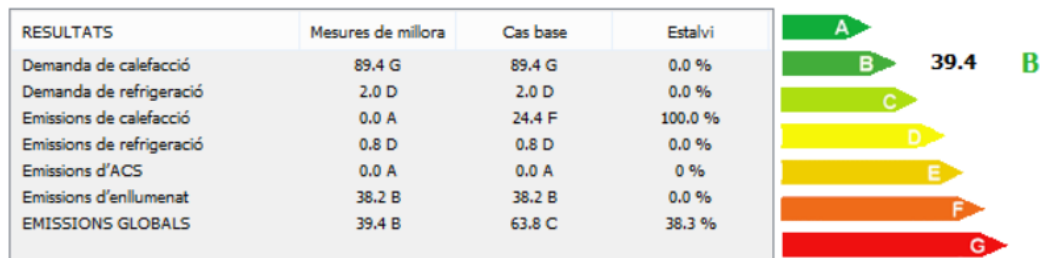 RESULTATS Mesures de millora Cas base Estalvi
Demanda de calefacció 89.4 G 89.4 G 0.0 %
Demanda de refrigeració 2.0 D 2.0 D 0.0 %
Emissions de calefacció 0.0 A 24.4 F 100.0 %
Emissions de refrigeració 0.8 D 0.8 D 0.0 %
Emissions d'ACS 0.0 A 0.0 A 0 %
Emissions d'enllumenat 38.2 B 38.2 B 0.0 %
EMISSIONS GLOBALS 39.4 B 63.8 C 38.3 %
A
B 39.4 B
C
D
E
F
G